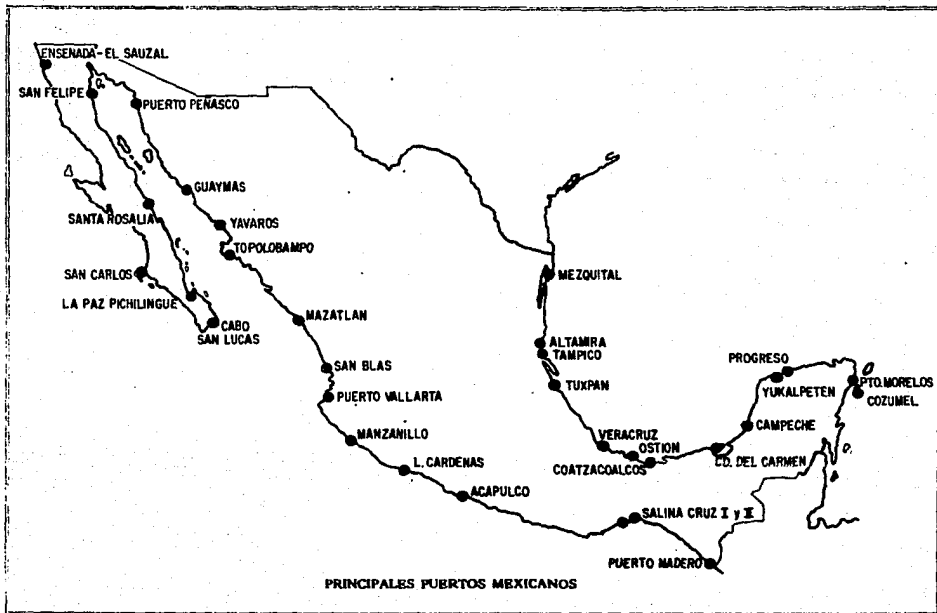 ENSENADA-EL SAUZAL
SAN FELIPE
PUERTO PEÑASCO
GUAYMAS
SANTA ROSALIA
YAVAROS
TOPOLOBAMPO
SAN CARLOS
MEZQUITAL
LA PAZ PICHILINGUE
CABO
SAN LUCAS
MAZATLAN
ALTAMIRA
TAMPICO
SAN BLAS
PROGRESO
TUXPAN
YUKALPETEN
PTO.MORELOS
COZUMEL
PUERTO VALLARTA
CAMPECHE
MANZANILLO
VERACRUZ
OSTION
L. CARDENAS
COATZACOALCOS
CD. DEL CARMEN
ACAPULCO
SALINA CRUZ I y II
PUERTO MADERO
PRINCIPALES PUERTOS MEXICANOS